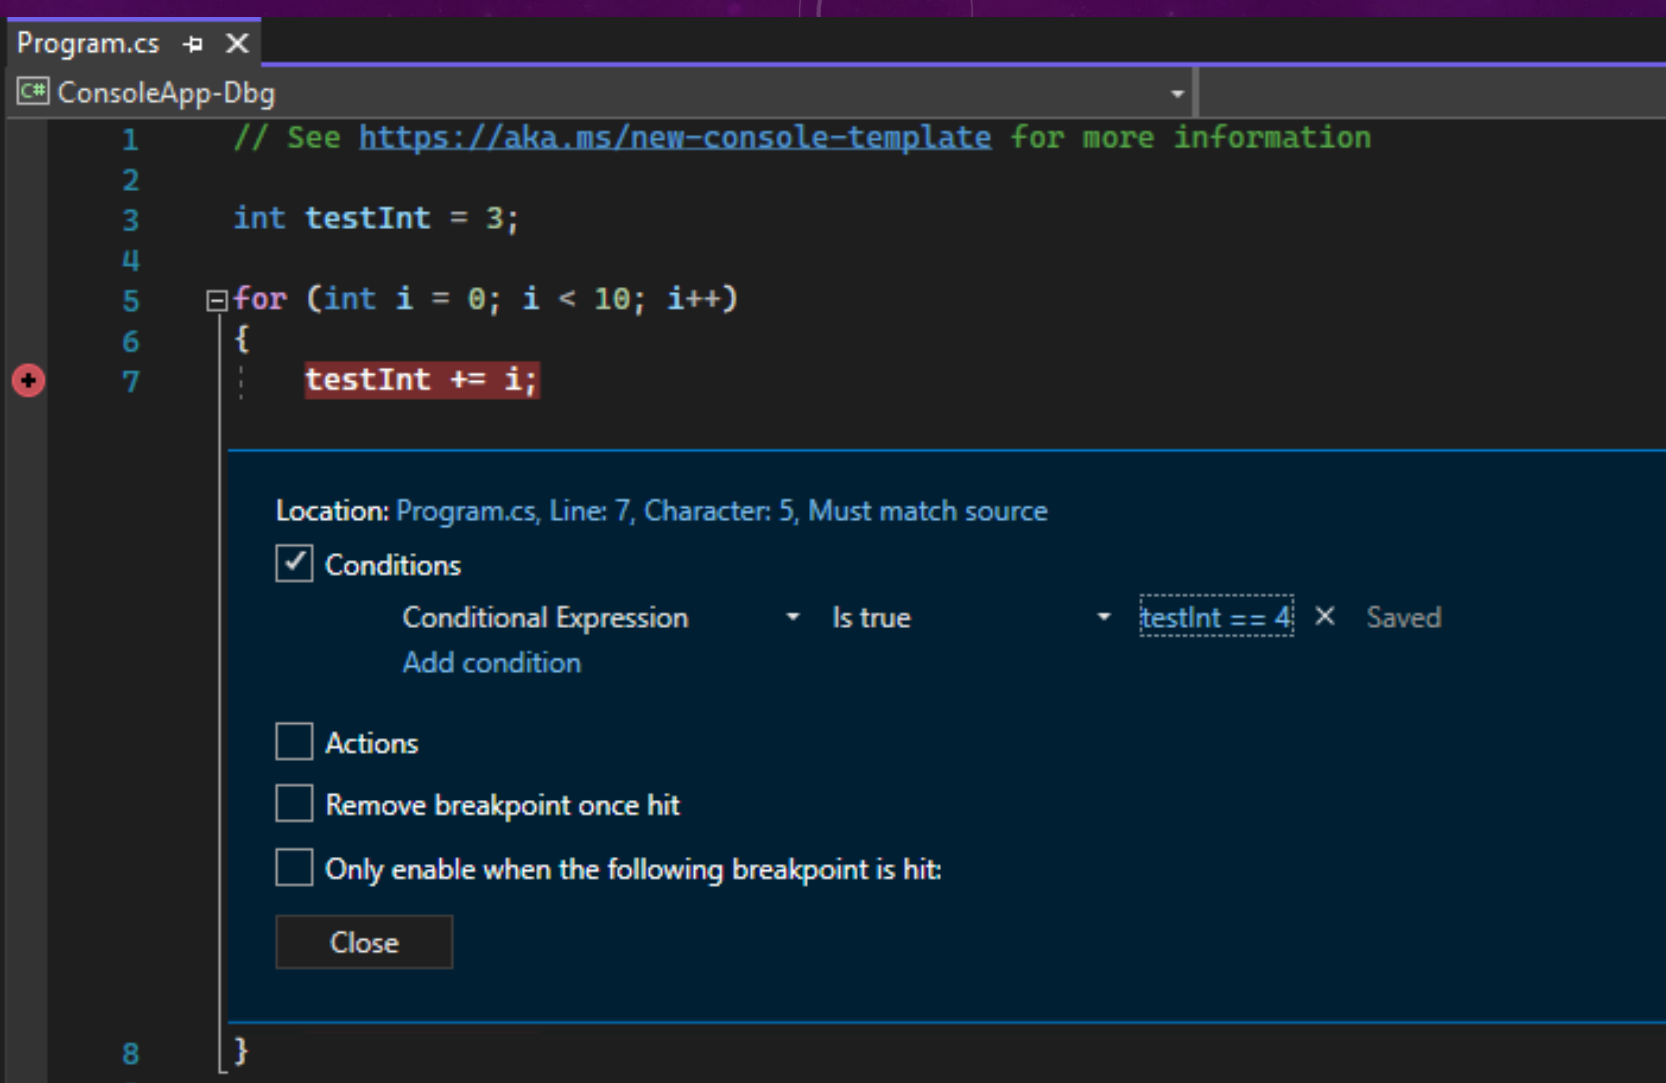 Program.cs
C# ConsoleApp-Dbg
1 // See https://aka.ms/new-console-template for more information
2
3 int testInt = 3;
4
5 for (int i = 0; i < 10; i++)
6 {
7 testInt += i;
Location: Program.cs, Line: 7, Character: 5, Must match source
Conditions
Conditional Expression Is true testInt == 4 Saved
Add condition
Actions
Remove breakpoint once hit
Only enable when the following breakpoint is hit:
Close
8 }